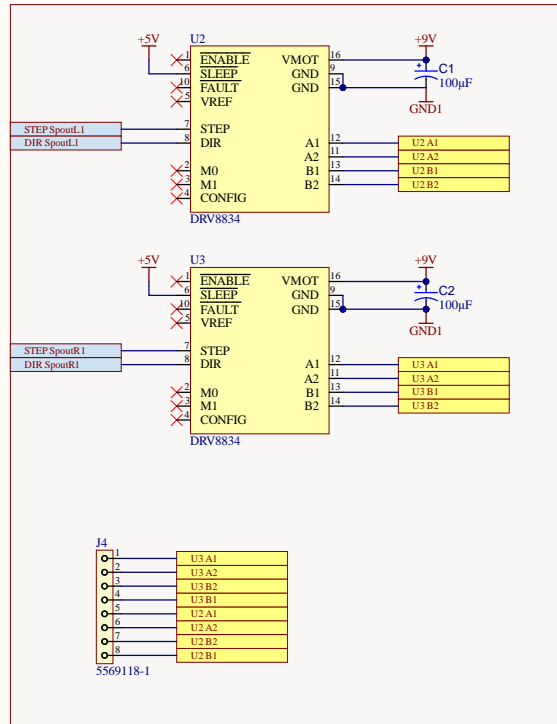 U2
+5V
+9V
1 ENABLE VMOT 16
6 SLEEP GND 9
10 FAULT GND 15
5 VREF
C1
100µF
GND1
STEP SpoutL1 7 STEP
DIR SpoutL1 8 DIR A1 12 U2 A1
A2 11 U2 A2
2 M0 B1 13 U2 B1
3 M1 B2 14 U2 B2
4 CONFIG
DRV8834
U3
+5V
+9V
1 ENABLE VMOT 16
6 SLEEP GND 9
10 FAULT GND 15
5 VREF
C2
100µF
GND1
STEP SpoutR1 7 STEP
DIR SpoutR1 8 DIR A1 12 U3 A1
A2 11 U3 A2
2 M0 B1 13 U3 B1
3 M1 B2 14 U3 B2
4 CONFIG
DRV8834
J4
1 U3 A1
2 U3 A2
3 U3 B2
4 U3 B1
5 U2 A1
6 U2 A2
7 U2 B2
8 U2 B1
5569118-1